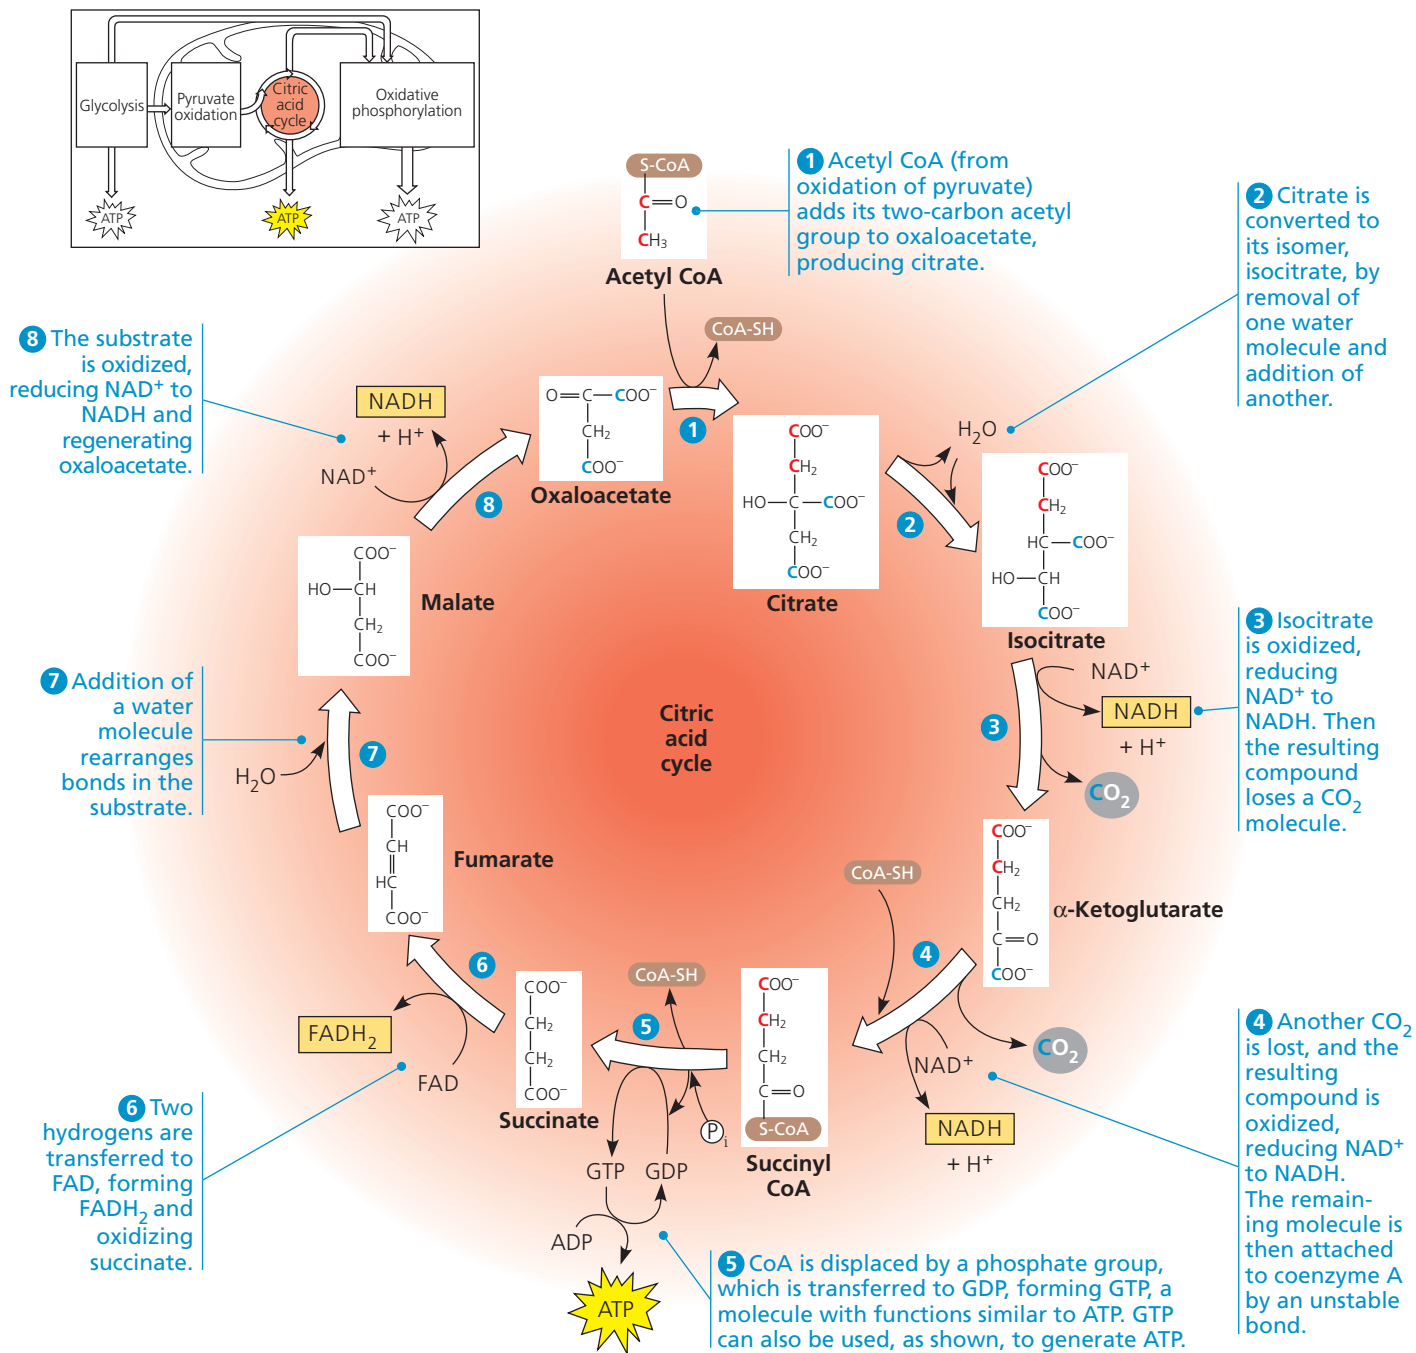 Glycolysis
Pyruvate
oxidation
Citric
acid
cycle
Oxidative
phosphorylation
ATP
ATP
ATP
S-CoA
C=O
CH₃
Acetyl CoA
1 Acetyl CoA (from
oxidation of pyruvate)
adds its two-carbon acetyl
group to oxaloacetate,
producing citrate.
CoA-SH
1
O=C—COO⁻
CH₂
COO⁻
Oxaloacetate
COO⁻
CH₂
HO—C—COO⁻
CH₂
COO⁻
Citrate
2 Citrate is
converted to
its isomer,
isocitrate, by
removal of
one water
molecule and
addition of
another.
H₂O
2
COO⁻
CH₂
HC—COO⁻
HO—CH
COO⁻
Isocitrate
3 Isocitrate
is oxidized,
reducing
NAD⁺ to
NADH. Then
the resulting
compound
loses a CO₂
molecule.
NAD⁺
NADH
+ H⁺
3
CO₂
COO⁻
CH₂
CH₂
C=O
COO⁻
α-Ketoglutarate
CoA-SH
4
CO₂
NAD⁺
NADH
+ H⁺
4 Another CO₂
is lost, and the
resulting
compound is
oxidized,
reducing NAD⁺
to NADH.
The remain-
ing molecule is
then attached
to coenzyme A
by an unstable
bond.
COO⁻
CH₂
CH₂
C=O
S-CoA
Succinyl
CoA
CoA-SH
5
Pi
GTP GDP
ADP
ATP
5 CoA is displaced by a phosphate group,
which is transferred to GDP, forming GTP, a
molecule with functions similar to ATP. GTP
can also be used, as shown, to generate ATP.
COO⁻
CH₂
CH₂
COO⁻
Succinate
6
FADH₂
FAD
6 Two
hydrogens are
transferred to
FAD, forming
FADH₂ and
oxidizing
succinate.
COO⁻
CH
HC
COO⁻
Fumarate
7
H₂O
7 Addition of
a water
molecule
rearranges
bonds in the
substrate.
COO⁻
HO—CH
CH₂
COO⁻
Malate
8
NADH
+ H⁺
NAD⁺
8 The substrate
is oxidized,
reducing NAD⁺ to
NADH and
regenerating
oxaloacetate.
Citric
acid
cycle